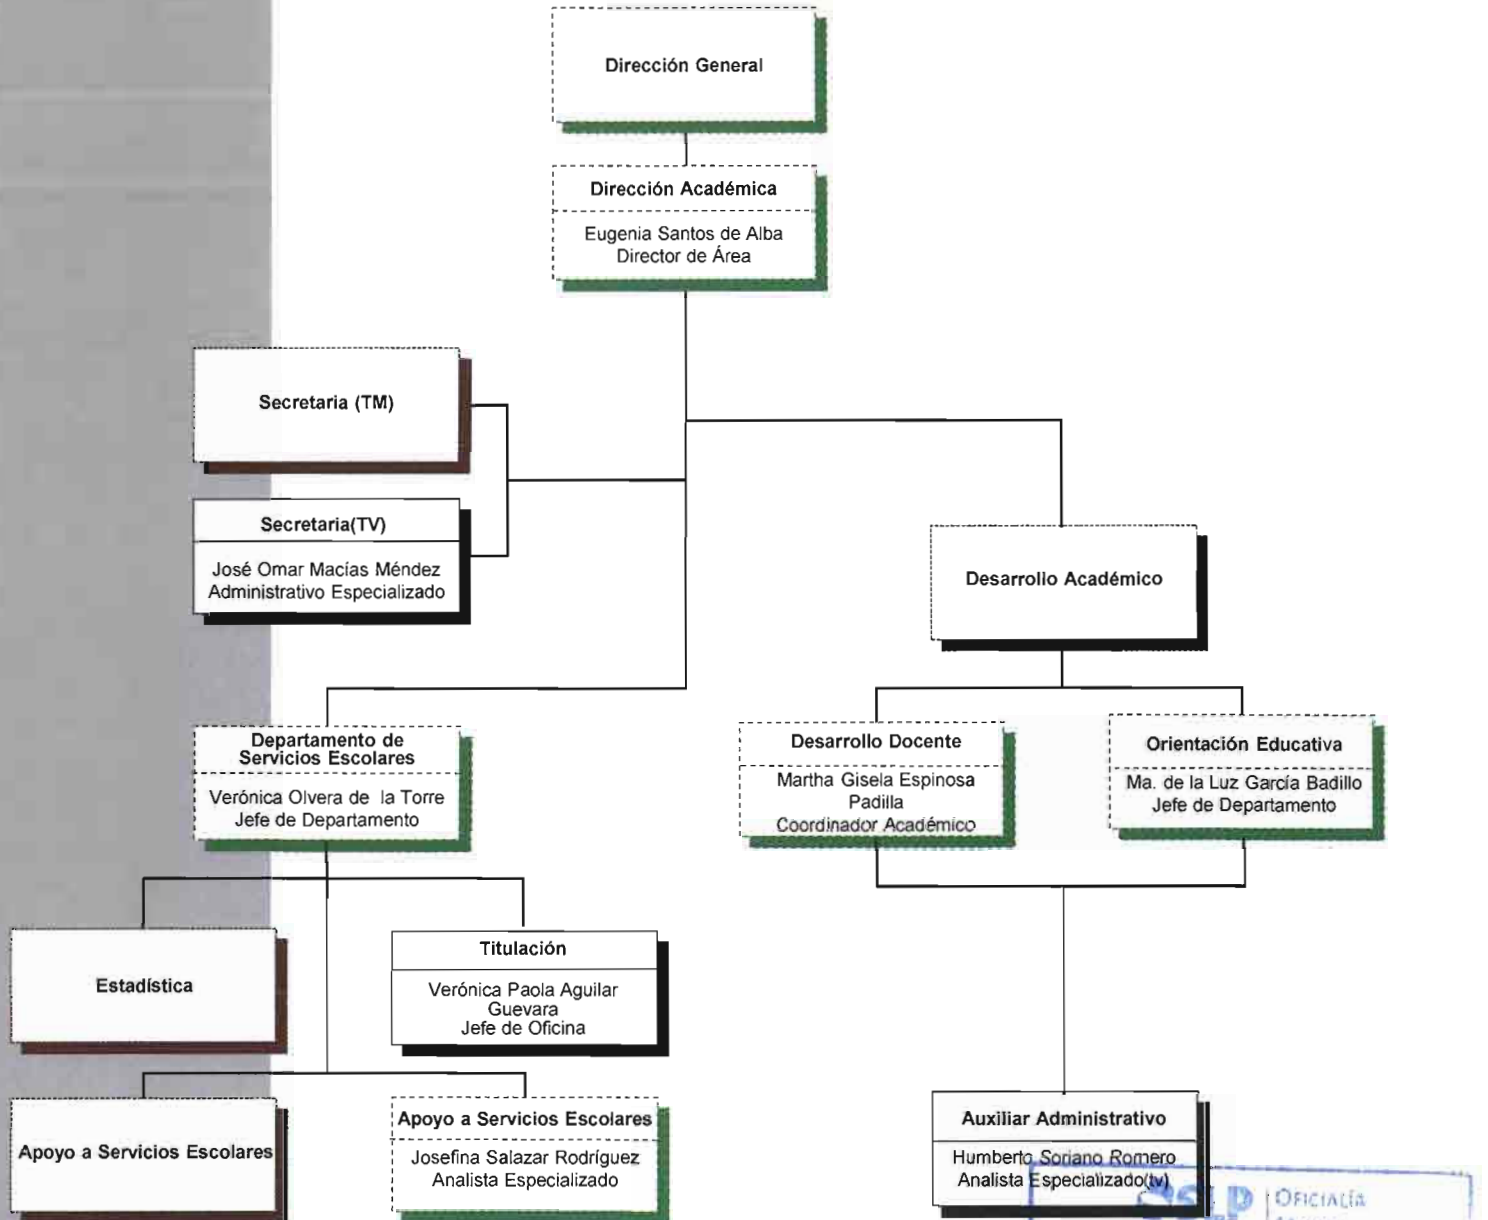 Dirección General
Dirección Académica
Eugenia Santos de Alba
Director de Área
Secretaria (TM)
Secretaria(TV)
José Omar Macías Méndez
Administrativo Especializado
Desarrollo Académico
Departamento de
Servicios Escolares
Verónica Olvera de la Torre
Jefe de Departamento
Desarrollo Docente
Martha Gisela Espinosa
Padilla
Coordinador Académico
Orientación Educativa
Ma. de la Luz García Badillo
Jefe de Departamento
Estadística
Titulación
Verónica Paola Aguilar
Guevara
Jefe de Oficina
Apoyo a Servicios Escolares
Apoyo a Servicios Escolares
Josefina Salazar Rodríguez
Analista Especializado
Auxiliar Administrativo
Humberto Soriano Romero
Analista Especializado(tv)
OFICIALÍA